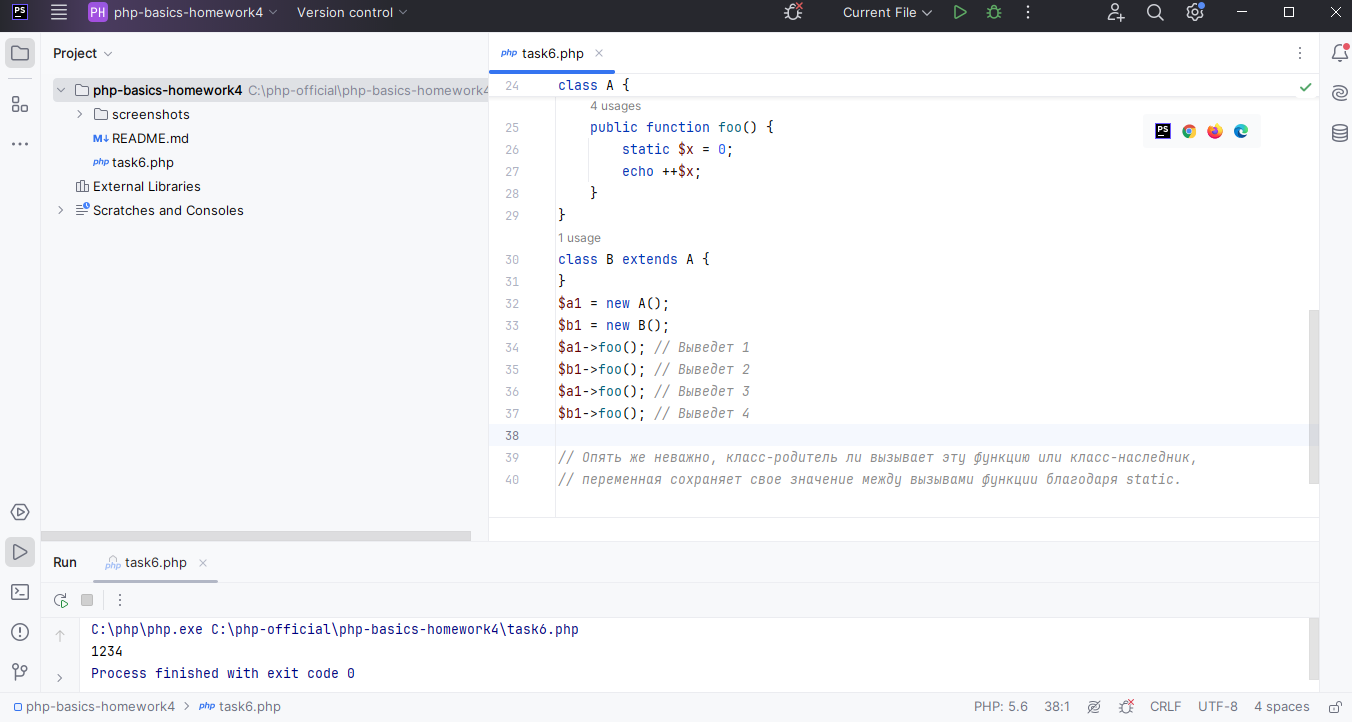 PS PH php-basics-homework4 Version control Current File
Project
php-basics-homework4 C:\php-official\php-basics-homework4
screenshots
M↓ README.md
php task6.php
External Libraries
Scratches and Consoles
php task6.php
24 class A {
4 usages
25 public function foo() {
26 static $x = 0;
27 echo ++$x;
28 }
29 }
1 usage
30 class B extends A {
31 }
32 $a1 = new A();
33 $b1 = new B();
34 $a1->foo(); // Выведет 1
35 $b1->foo(); // Выведет 2
36 $a1->foo(); // Выведет 3
37 $b1->foo(); // Выведет 4
38
39 // Опять же неважно, класс-родитель ли вызывает эту функцию или класс-наследник,
40 // переменная сохраняет свое значение между вызывами функции благодаря static.
PS
Run php task6.php
C:\php\php.exe C:\php-official\php-basics-homework4\task6.php
1234
Process finished with exit code 0
php-basics-homework4 > php task6.php PHP: 5.6 38:1 CRLF UTF-8 4 spaces